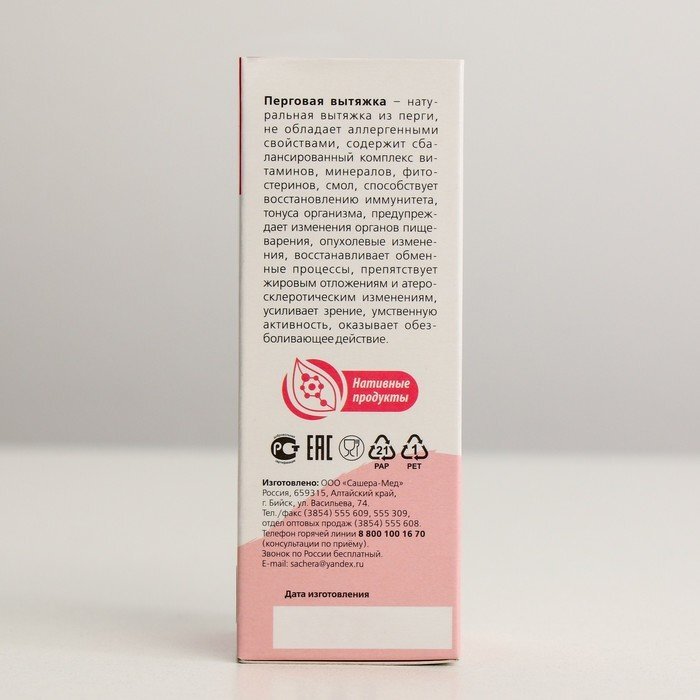 Перговая вытяжка – нату-
ральная вытяжка из перги,
не обладает аллергенными
свойствами, содержит сба-
лансированный комплекс ви-
таминов, минералов, фито-
стеринов, смол, способствует
восстановлению иммунитета,
тонуса организма, предупреж-
дает изменения органов пище-
варения, опухолевые измене-
ния, восстанавливает обмен-
ные процессы, препятствует
жировым отложениям и атеро-
склеротическим изменениям,
усиливает зрение, умственную
активность, оказывает обез-
боливающее действие.
Нативные
продукты
РСТ EAC 21 1
PAP PET
Изготовлено: ООО «Сашера-Мед»
Россия, 659315, Алтайский край,
г. Бийск, ул. Васильева, 74.
Тел./факс (3854) 555 609, 555 309,
отдел оптовых продаж (3854) 555 608.
Телефон горячей линии 8 800 100 16 70
(консультации по приёму).
Звонок по России бесплатный.
E-mail: sachera@yandex.ru
Дата изготовления